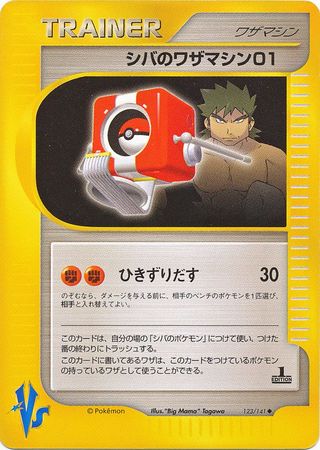 TRAINER ワザマシン
シバのワザマシン01
ひきずりだす 30
のぞむなら、ダメージを与える前に、相手のベンチのポケモンを1匹選び、
相手と入れ替えてよい。
このカードは、自分の場の「シバのポケモン」につけて使い、つけた
番の終わりにトラッシュする。
このカードに書いてあるワザは、このカードをつけているポケモンの
持っているワザとして使うことができる。
1
EDITION
VS
© Pokémon Illus."Big Mama" Tagawa 123/141